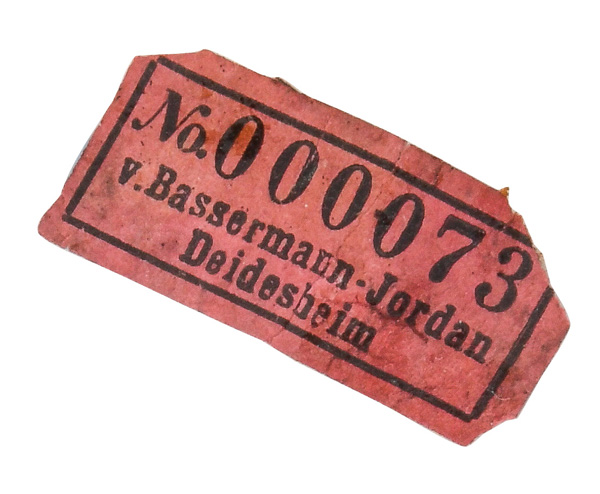 No. 000073
v. Bassermann-Jordan
Deidesheim